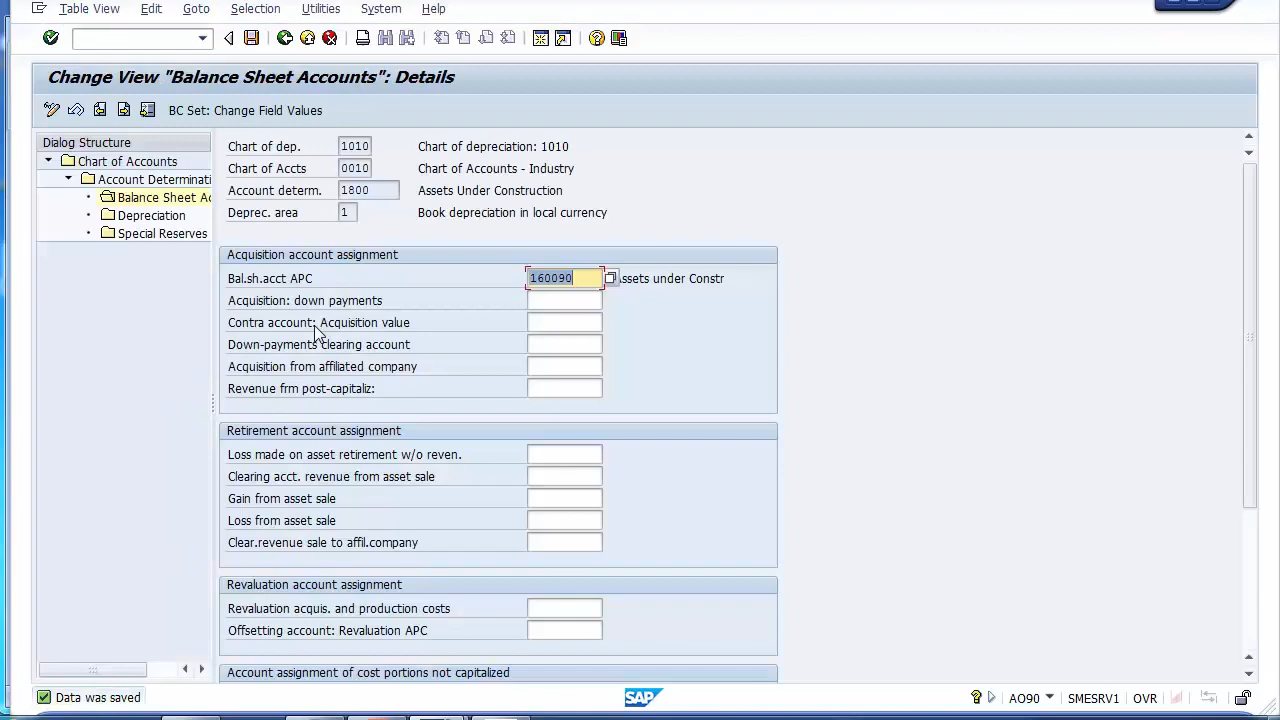 Table View Edit Goto Selection Utilities System Help
Change View "Balance Sheet Accounts": Details
BC Set: Change Field Values
Dialog Structure
Chart of Accounts
Account Determinati
Balance Sheet Ac
Depreciation
Special Reserves
Chart of dep. 1010 Chart of depreciation: 1010
Chart of Accts 0010 Chart of Accounts - Industry
Account determ. 1800 Assets Under Construction
Deprec. area 1 Book depreciation in local currency
Acquisition account assignment
Bal.sh.acct APC 160090 ssets under Constr
Acquisition: down payments
Contra account: Acquisition value
Down-payments clearing account
Acquisition from affiliated company
Revenue frm post-capitaliz:
Retirement account assignment
Loss made on asset retirement w/o reven.
Clearing acct. revenue from asset sale
Gain from asset sale
Loss from asset sale
Clear.revenue sale to affil.company
Revaluation account assignment
Revaluation acquis. and production costs
Offsetting account: Revaluation APC
Account assignment of cost portions not capitalized
Data was saved SAP AO90 SMESRV1 OVR